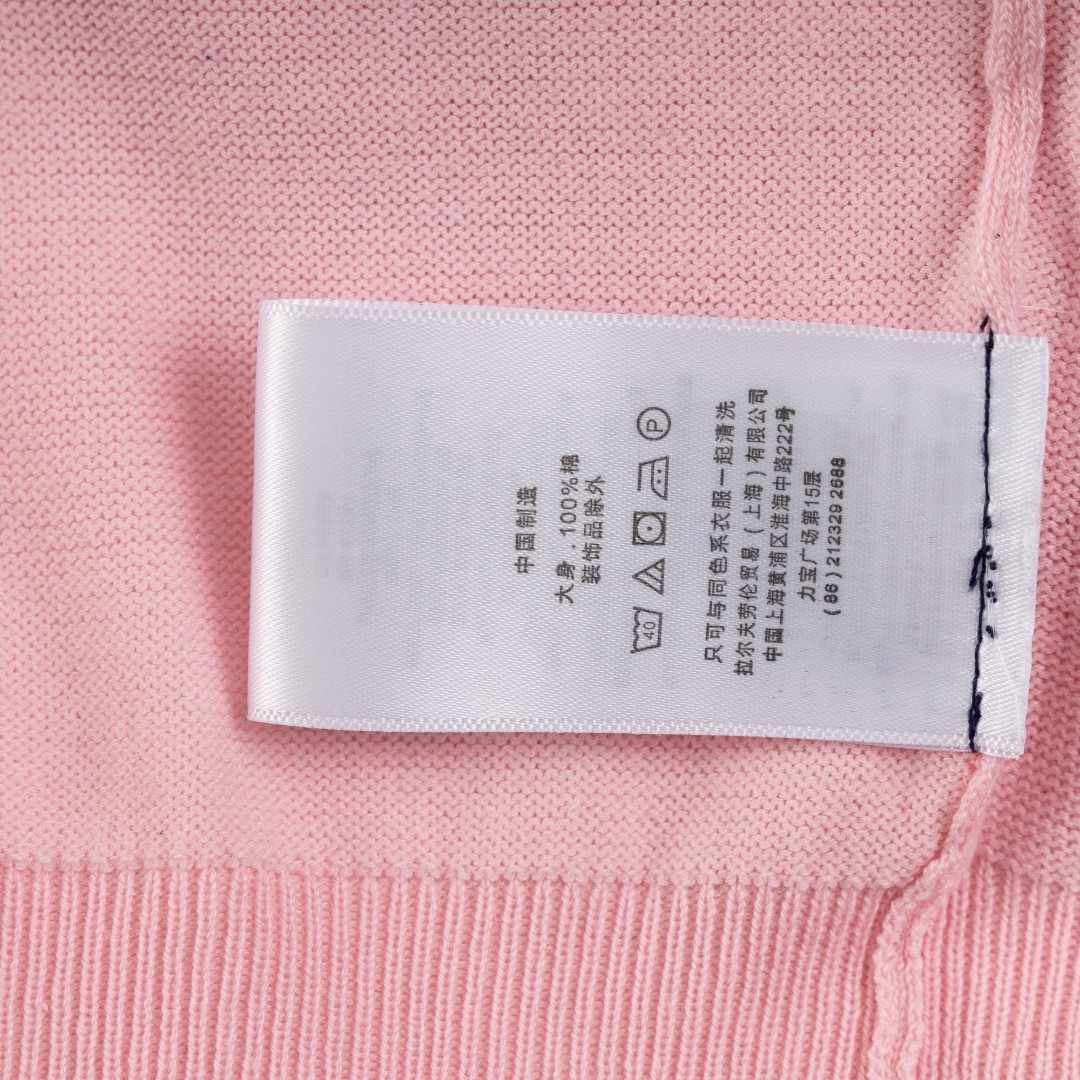 中国制造
大身.100%棉
装饰品除外
40 P
只可与同色系衣服一起清洗
拉尔夫劳伦贸易（上海）有限公司
中国上海黄浦区淮海中路222号
力宝广场第15层
(86)212329 2688